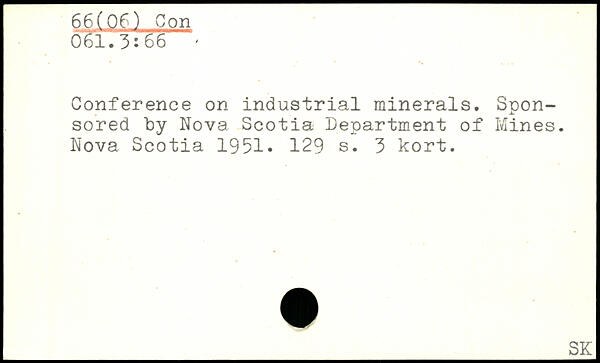 66(06) Con
061.3:66
Conference on industrial minerals. Spon-
sored by Nova Scotia Department of Mines.
Nova Scotia 1951. 129 s. 3 kort.
SK